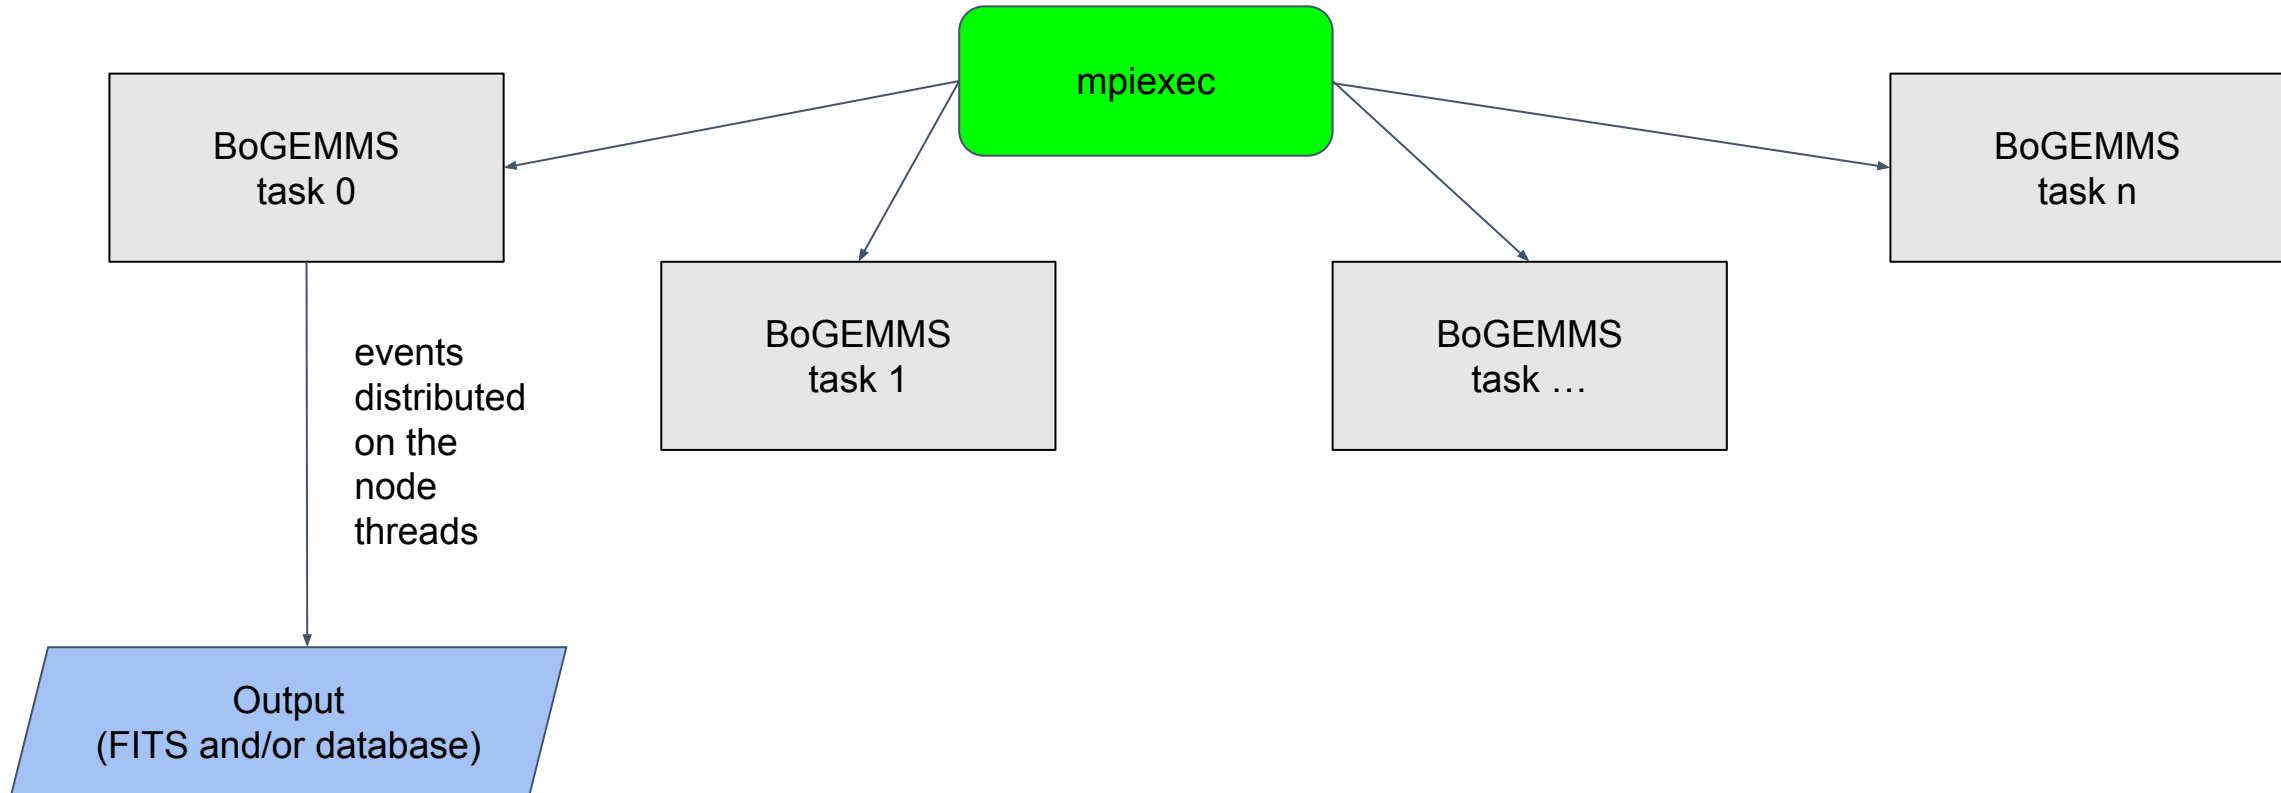 mpiexec
BoGEMMS
task 0
BoGEMMS
task 1
BoGEMMS
task …
BoGEMMS
task n
events
distributed
on the
node
threads
Output
(FITS and/or database)